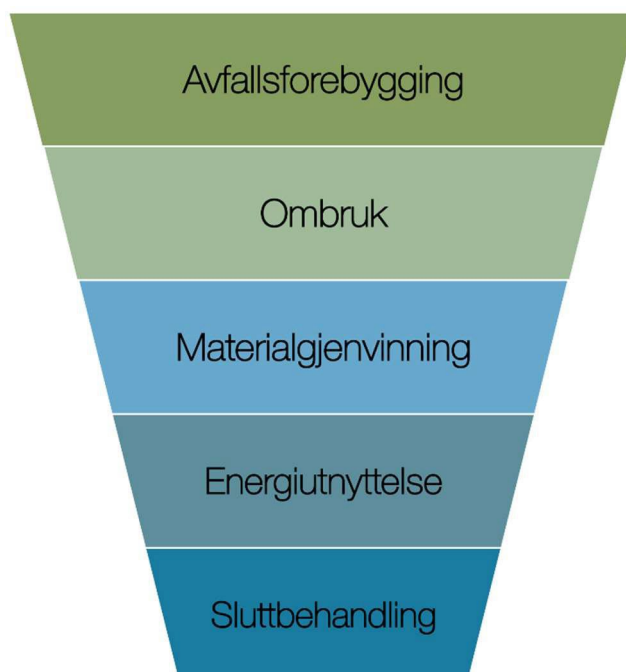 Avfallsforebygging
Ombruk
Materialgjenvinning
Energiutnyttelse
Sluttbehandling